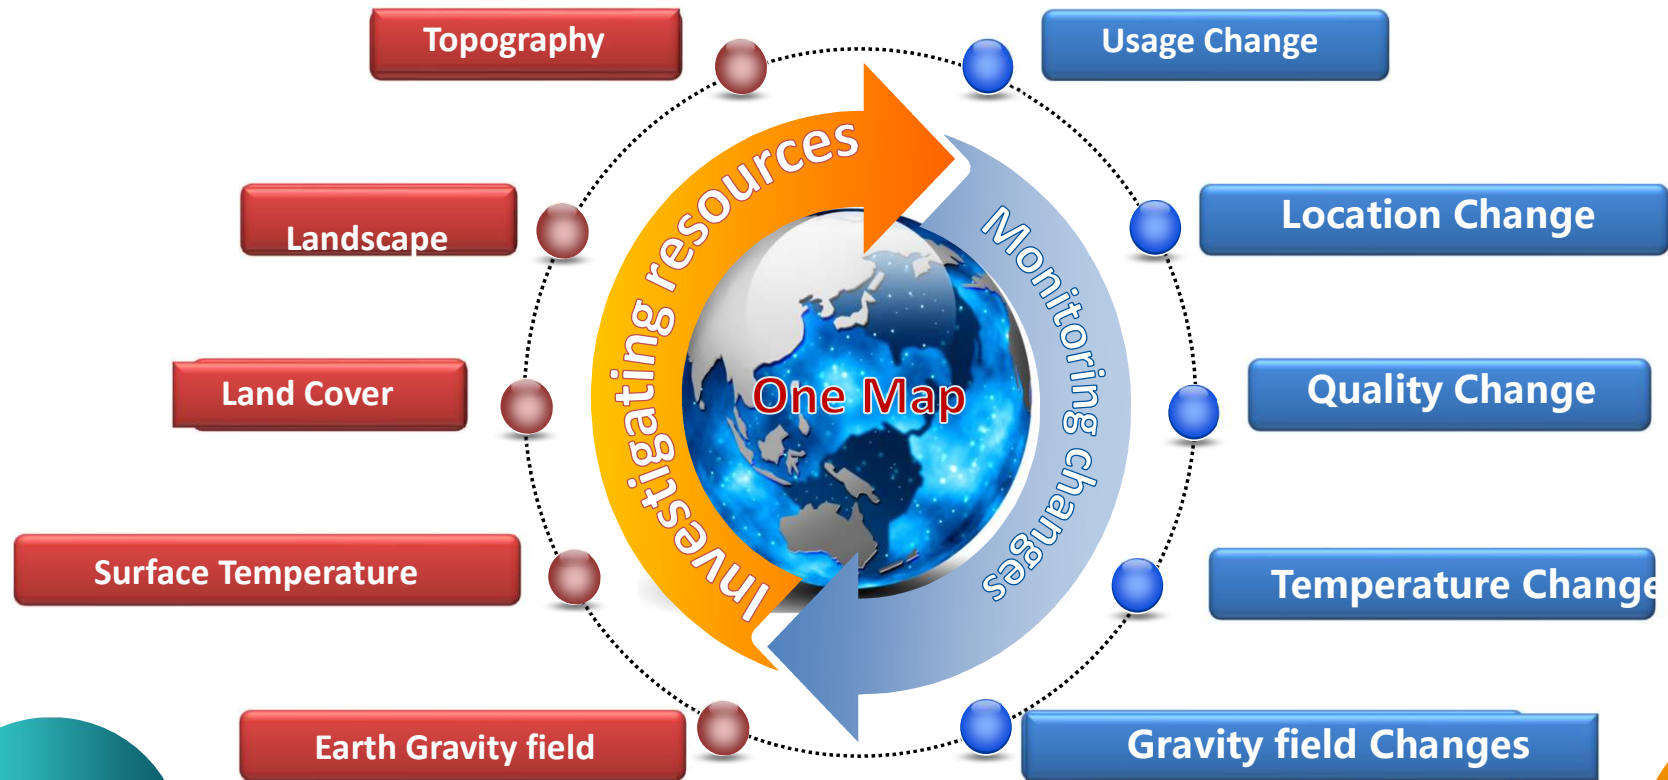 Topography
Usage Change
Landscape
Location Change
Land Cover
Quality Change
Surface Temperature
Temperature Change
Earth Gravity field
Gravity field Changes
Investigating resources
Monitoring changes
One Map